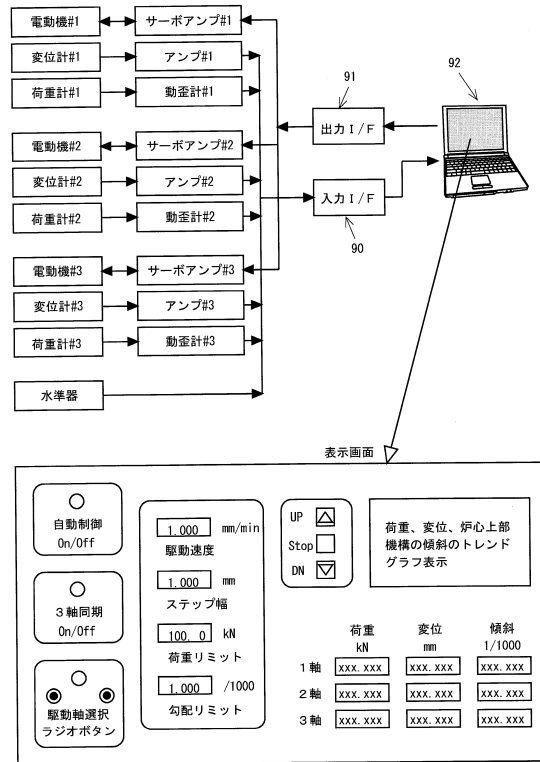 電動機#1
サーボアンプ#1
変位計#1
アンプ#1
荷重計#1
動歪計#1
電動機#2
サーボアンプ#2
変位計#2
アンプ#2
荷重計#2
動歪計#2
電動機#3
サーボアンプ#3
変位計#3
アンプ#3
荷重計#3
動歪計#3
水準器
91
出力I/F
入力I/F
90
92
表示画面
自動制御
On/Off
3軸同期
On/Off
駆動軸選択
ラジオボタン
1.000 mm/min
駆動速度
1.000 mm
ステップ幅
100. 0 kN
荷重リミット
1.000 /1000
勾配リミット
UP
Stop
DN
荷重、変位、炉心上部
機構の傾斜のトレンド
グラフ表示
荷重 変位 傾斜
kN mm 1/1000
1軸 xxx.xxx xxx.xxx xxx.xxx
2軸 xxx.xxx xxx.xxx xxx.xxx
3軸 xxx.xxx xxx.xxx xxx.xxx